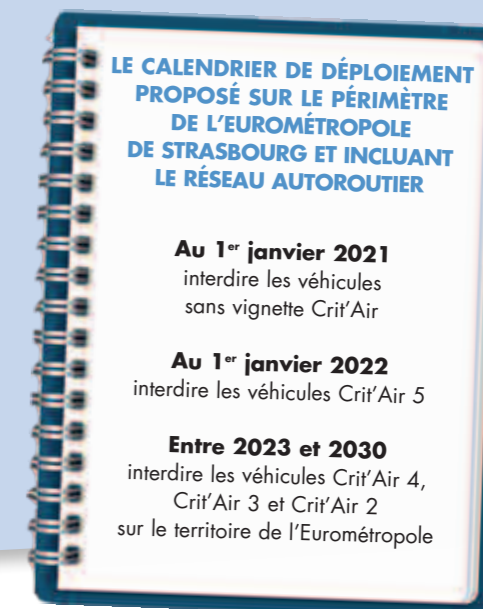 LE CALENDRIER DE DÉPLOIEMENT
PROPOSÉ SUR LE PÉRIMÈTRE
DE L'EUROMÉTROPOLE
DE STRASBOURG ET INCLUANT
LE RÉSEAU AUTOROUTIER
Au 1er janvier 2021
interdire les véhicules
sans vignette Crit'Air
Au 1er janvier 2022
interdire les véhicules Crit'Air 5
Entre 2023 et 2030
interdire les véhicules Crit'Air 4,
Crit'Air 3 et Crit'Air 2
sur le territoire de l'Eurométropole